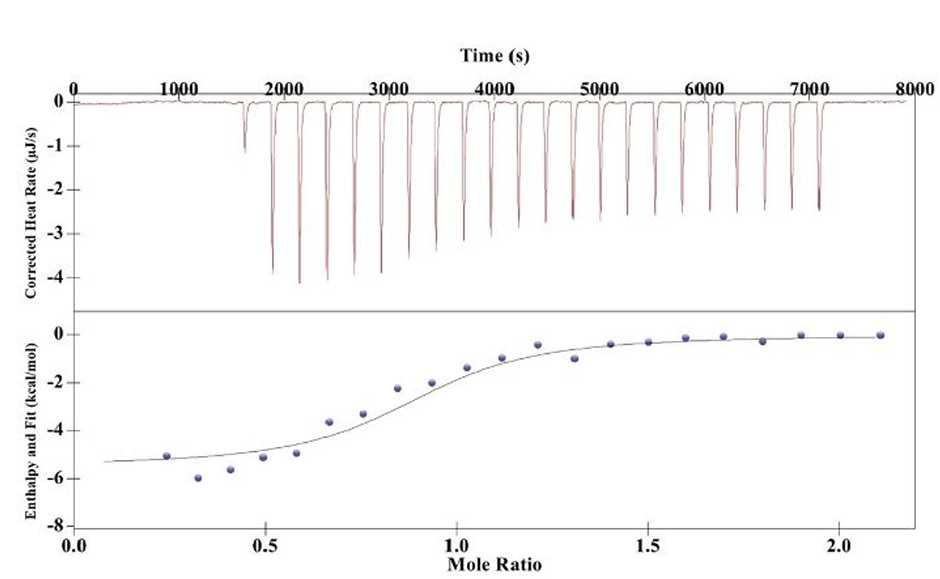 Time (s)
0 1000 2000 3000 4000 5000 6000 7000 8000
Corrected Heat Rate (µJ/s)
0
-1
-2
-3
-4
Enthalpy and Fit (kcal/mol)
0
-2
-4
-6
-8
0.0 0.5 1.0 1.5 2.0
Mole Ratio